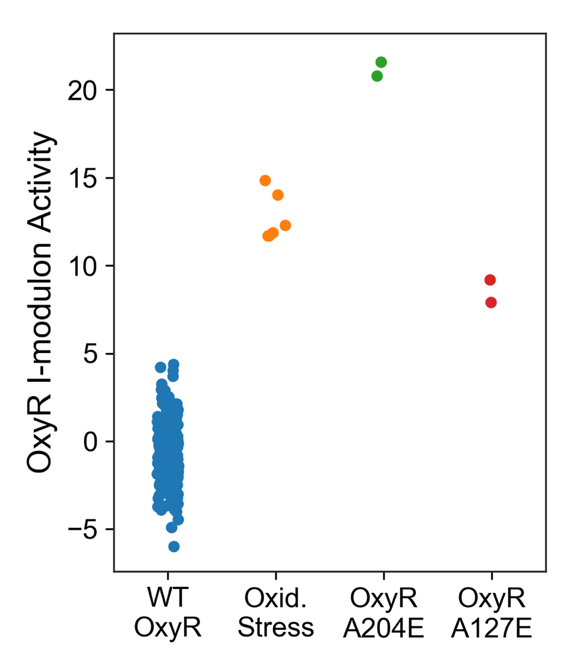 OxyR I-modulon Activity
20
15
10
5
0
−5
WT
OxyR
Oxid.
Stress
OxyR
A204E
OxyR
A127E